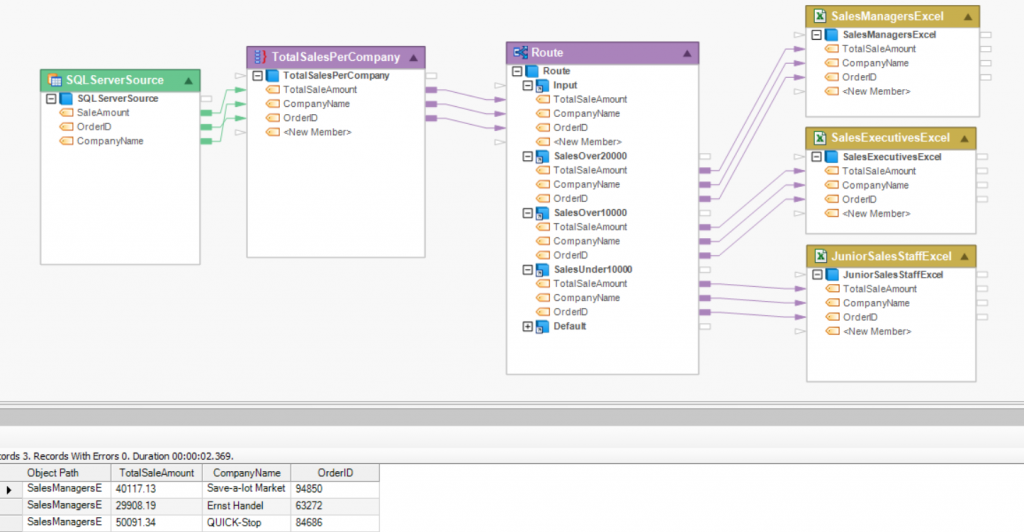 SQLServerSource
SQLServerSource
SaleAmount
OrderID
CompanyName
TotalSalesPerCompany
TotalSalesPerCompany
TotalSaleAmount
CompanyName
OrderID
<New Member>
Route
Route
Input
TotalSaleAmount
CompanyName
OrderID
<New Member>
SalesOver20000
TotalSaleAmount
CompanyName
OrderID
SalesOver10000
TotalSaleAmount
CompanyName
OrderID
SalesUnder10000
TotalSaleAmount
CompanyName
OrderID
Default
SalesManagersExcel
SalesManagersExcel
TotalSaleAmount
CompanyName
OrderID
<New Member>
SalesExecutivesExcel
SalesExecutivesExcel
TotalSaleAmount
CompanyName
OrderID
<New Member>
JuniorSalesStaffExcel
JuniorSalesStaffExcel
TotalSaleAmount
CompanyName
OrderID
<New Member>
cords 3. Records With Errors 0. Duration 00:00:02.369.
Object Path TotalSaleAmount CompanyName OrderID
SalesManagersE 40117.13 Save-a-lot Market 94850
SalesManagersE 29908.19 Ernst Handel 63272
SalesManagersE 50091.34 QUICK-Stop 84686